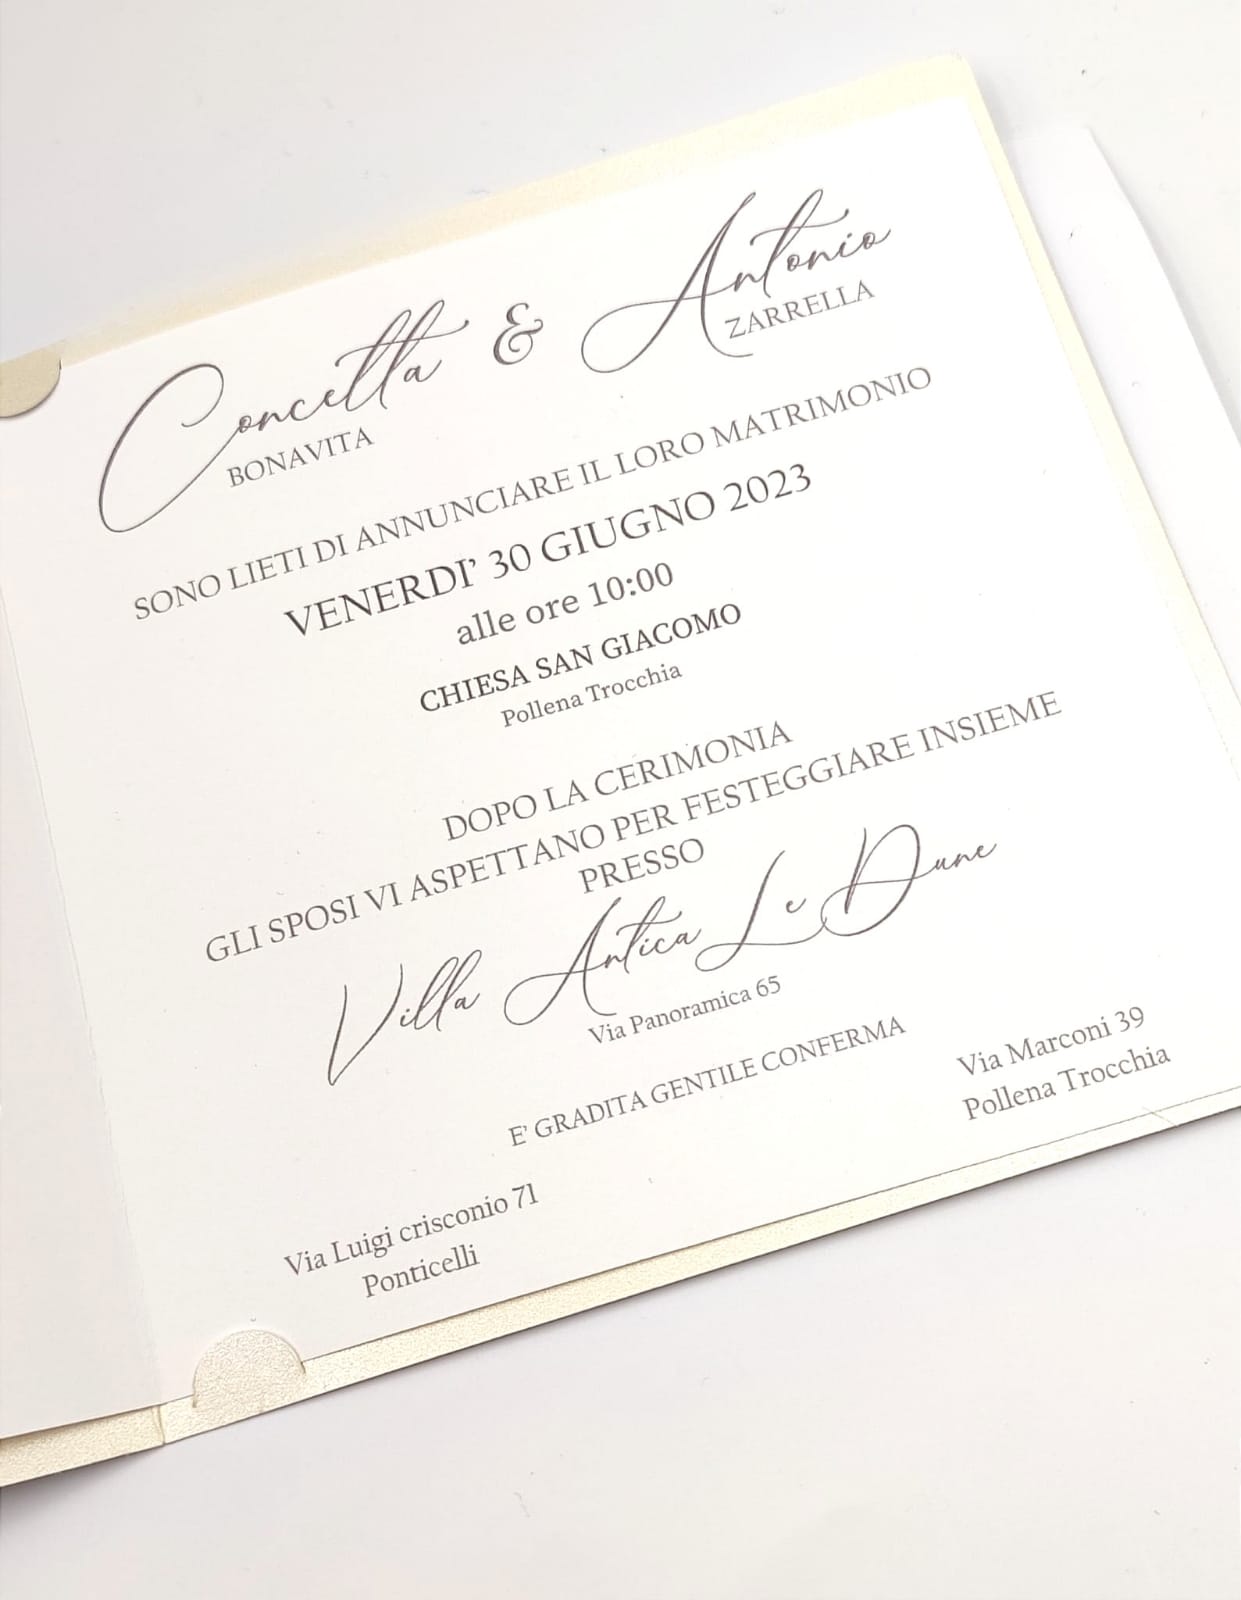 Concetta & Antonio
BONAVITA ZARRELLA
SONO LIETI DI ANNUNCIARE IL LORO MATRIMONIO
VENERDI' 30 GIUGNO 2023
alle ore 10:00
CHIESA SAN GIACOMO
Pollena Trocchia
DOPO LA CERIMONIA
GLI SPOSI VI ASPETTANO PER FESTEGGIARE INSIEME
PRESSO
Villa Antica Le Dune
Via Panoramica 65
E' GRADITA GENTILE CONFERMA
Via Luigi crisconio 71
Ponticelli
Via Marconi 39
Pollena Trocchia